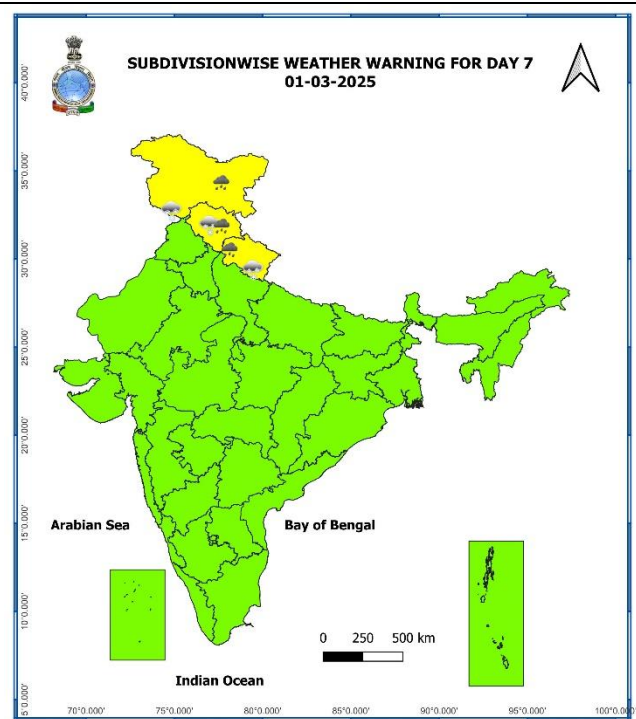 SUBDIVISIONWISE WEATHER WARNING FOR DAY 7
01-03-2025
40°0.000'
35°0.000'
30°0.000'
25°0.000'
20°0.000'
15°0.000'
10°0.000'
5°0.000'
Arabian Sea
Bay of Bengal
0 250 500 km
Indian Ocean
70°0.000' 75°0.000' 80°0.000' 85°0.000' 90°0.000' 95°0.000' 100°0.000'